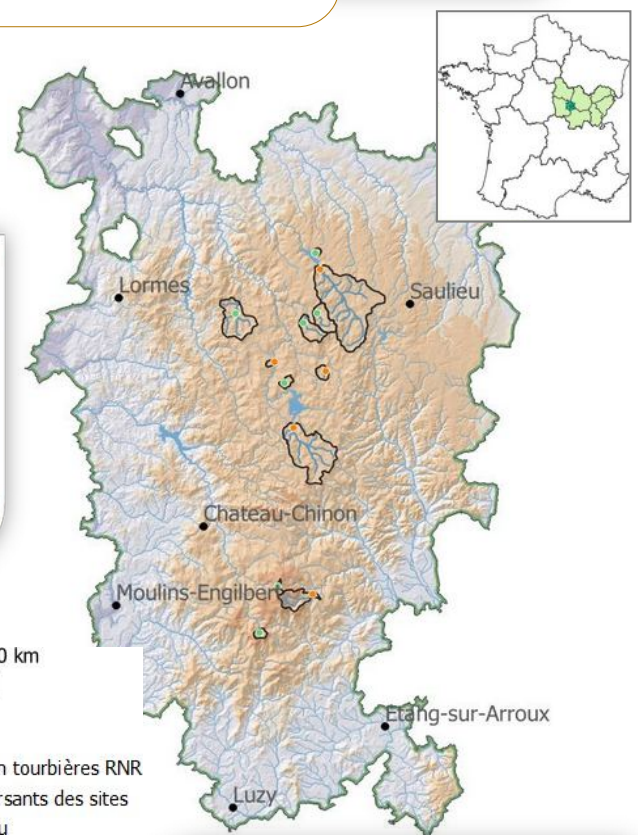 Avallon
Lormes
Saulieu
Chateau-Chinon
Moulins-Engilbert
0 km
Etang-sur-Arroux
n tourbières RNR
rsants des sites
u
Luzy